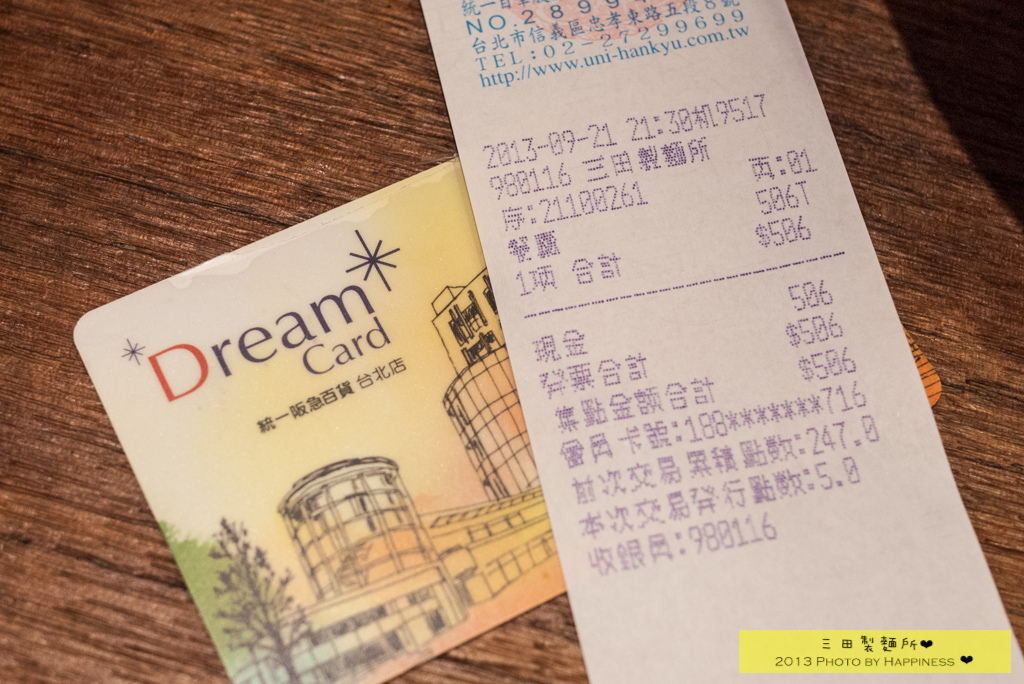 NO.2899
台北市信義區忠孝東路五段8號
TEL:02-27299699
http://www.uni-hankyu.com.tw
2013-09-21 21:30机9517
980116 三田製麵所
序:21100261 丙:01
餐廳 506T
1項 合計 $506
現金 506
發票合計 $506
集點金額合計 $506
會員卡號:188*******716
前次交易累積點數:247.0
本次交易發行點數:5.0
收銀員:980116
Dream
Card
統一阪急百貨 台北店
三田製麵所❤
2013 Photo by Happiness ❤